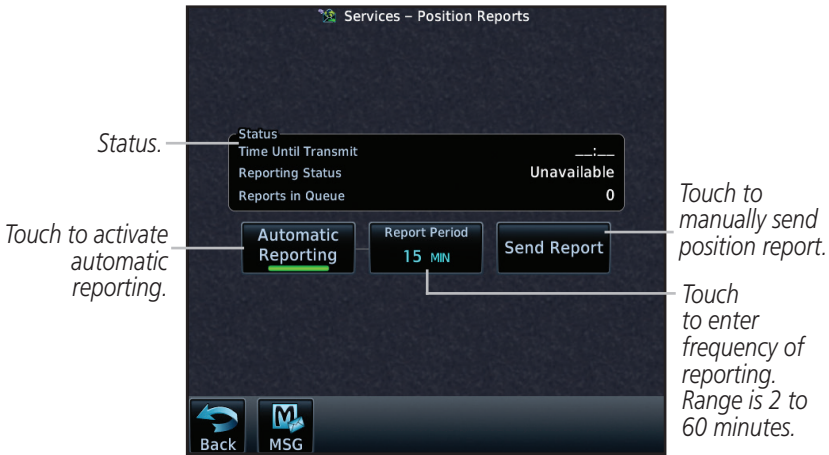 Services – Position Reports
Status.
Status
Time Until Transmit __:__
Reporting Status Unavailable
Reports in Queue 0
Touch to activate
automatic
reporting.
Automatic
Reporting
Report Period
15 MIN
Send Report
Touch to
manually send
position report.
Touch
to enter
frequency of
reporting.
Range is 2 to
60 minutes.
Back
MSG